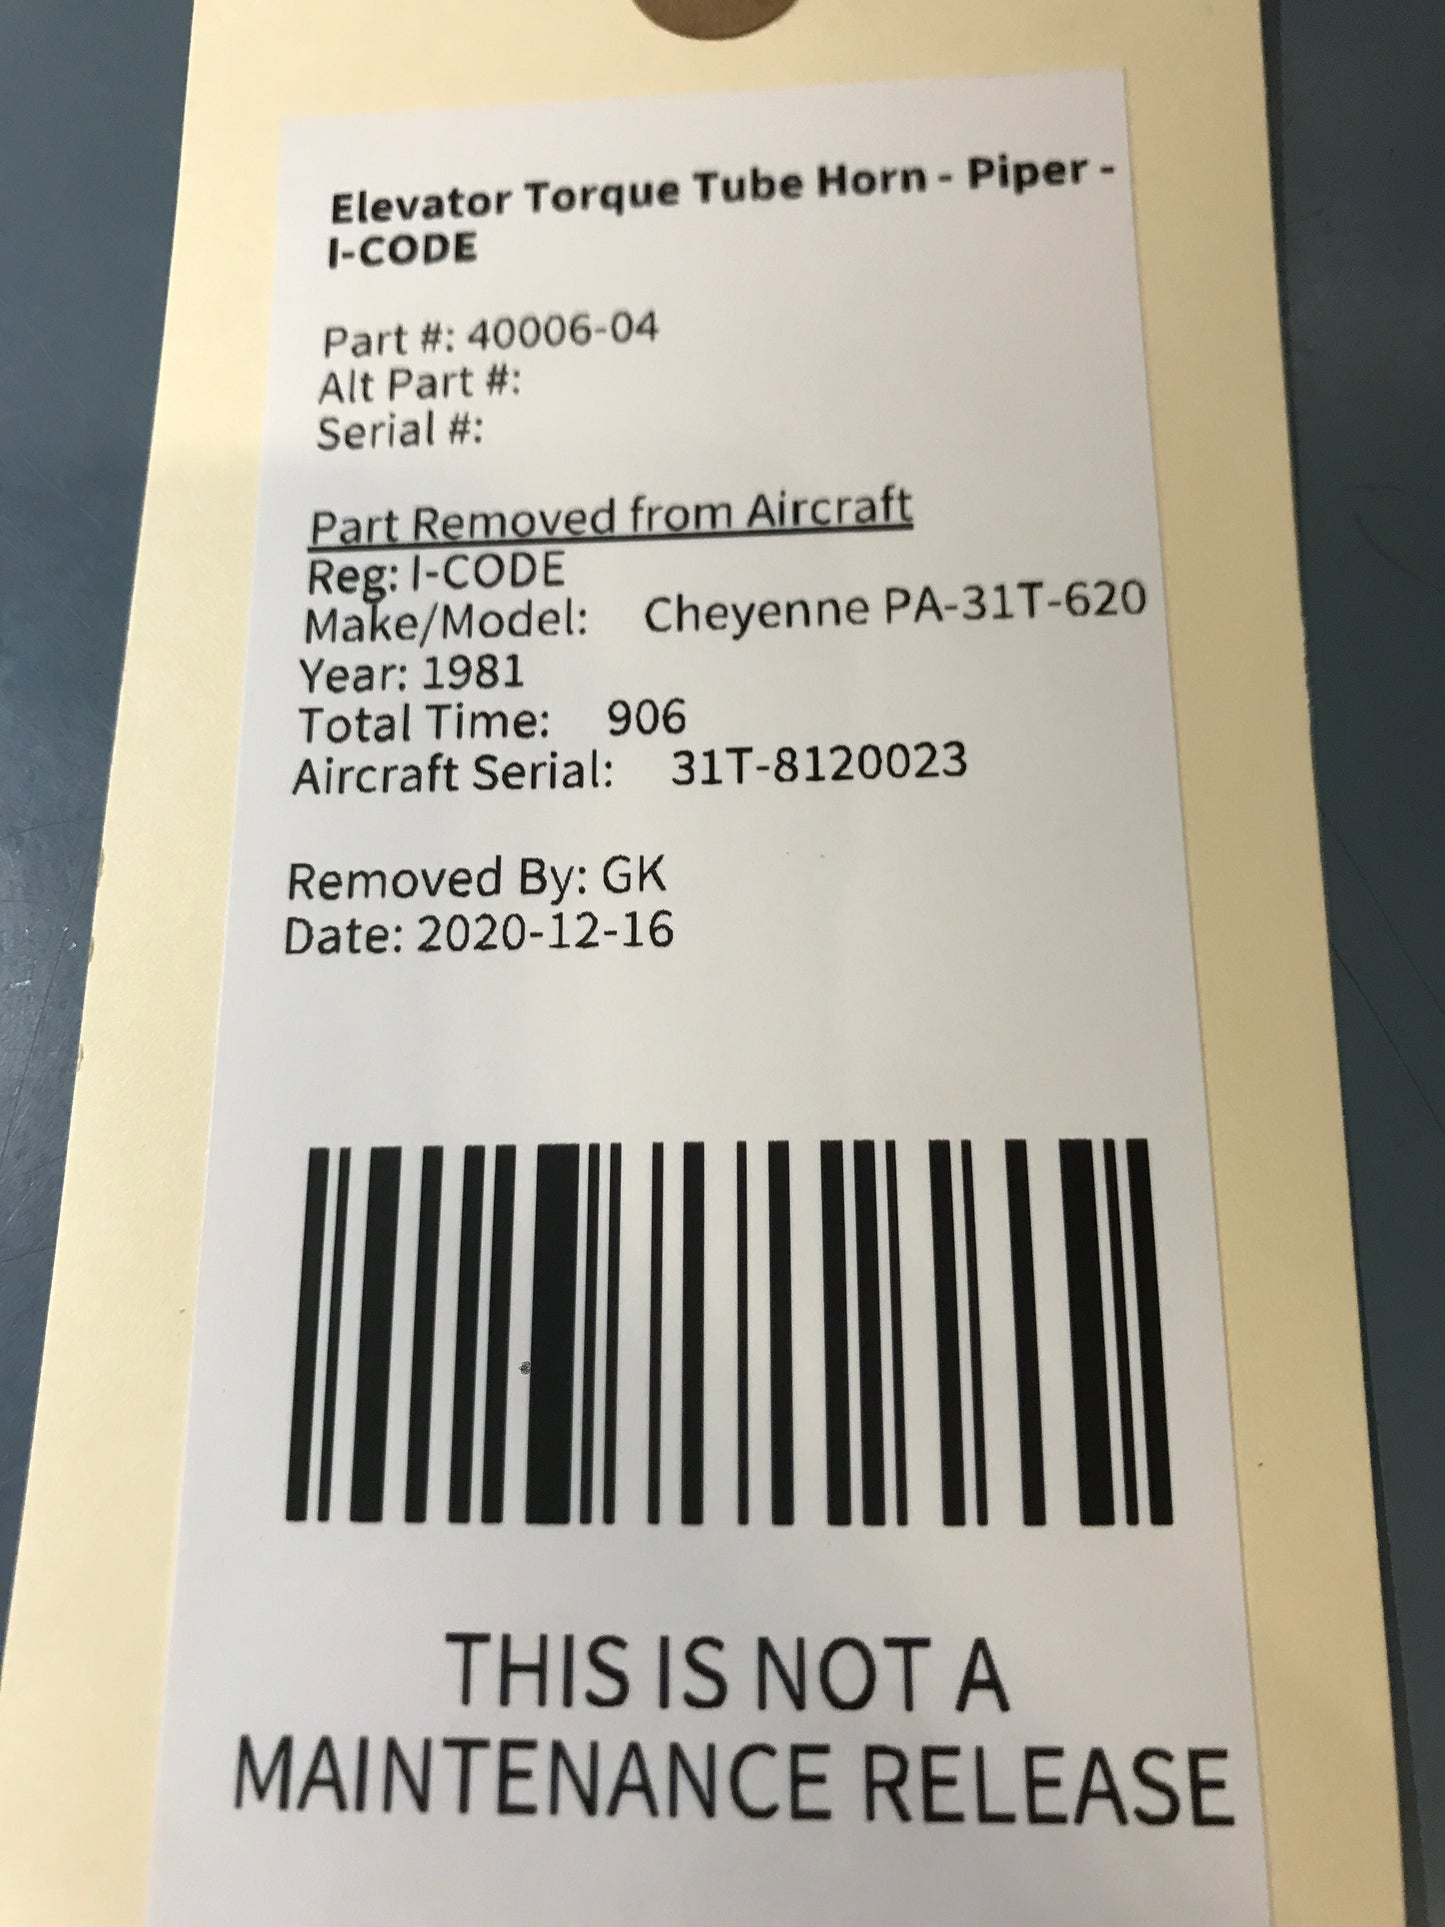 Elevator Torque Tube Horn - Piper -
I-CODE
Part #: 40006-04
Alt Part #:
Serial #:
Part Removed from Aircraft
Reg: I-CODE
Make/Model: Cheyenne PA-31T-620
Year: 1981
Total Time: 906
Aircraft Serial: 31T-8120023
Removed By: GK
Date: 2020-12-16
THIS IS NOT A
MAINTENANCE RELEASE